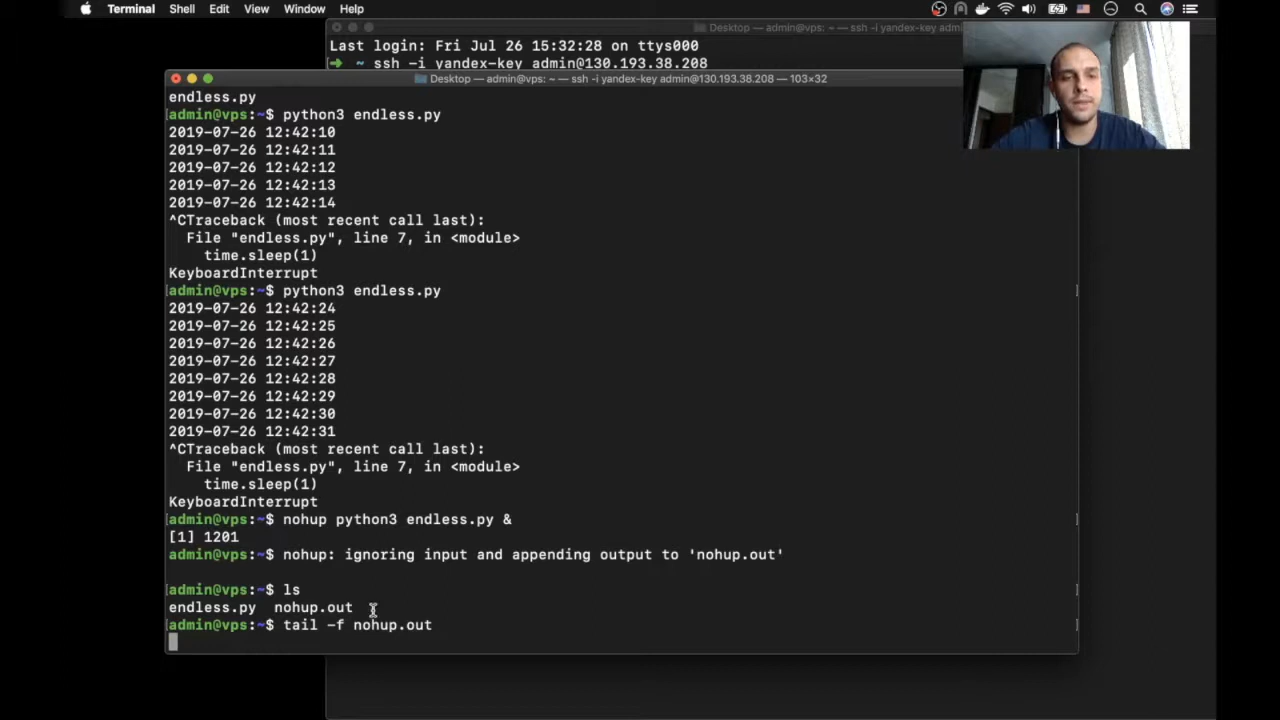 Terminal Shell Edit View Window Help
Desktop — admin@vps: ~ — ssh -i yandex-key admi
Last login: Fri Jul 26 15:32:28 on ttys000
➜ ~ ssh -i yandex-key admin@130.193.38.208
Desktop — admin@vps: ~ — ssh -i yandex-key admin@130.193.38.208 — 103×32
endless.py
admin@vps:~$ python3 endless.py
2019-07-26 12:42:10
2019-07-26 12:42:11
2019-07-26 12:42:12
2019-07-26 12:42:13
2019-07-26 12:42:14
^CTraceback (most recent call last):
File "endless.py", line 7, in <module>
time.sleep(1)
KeyboardInterrupt
admin@vps:~$ python3 endless.py
2019-07-26 12:42:24
2019-07-26 12:42:25
2019-07-26 12:42:26
2019-07-26 12:42:27
2019-07-26 12:42:28
2019-07-26 12:42:29
2019-07-26 12:42:30
2019-07-26 12:42:31
^CTraceback (most recent call last):
File "endless.py", line 7, in <module>
time.sleep(1)
KeyboardInterrupt
admin@vps:~$ nohup python3 endless.py &
[1] 1201
admin@vps:~$ nohup: ignoring input and appending output to 'nohup.out'
admin@vps:~$ ls
endless.py nohup.out
admin@vps:~$ tail -f nohup.out